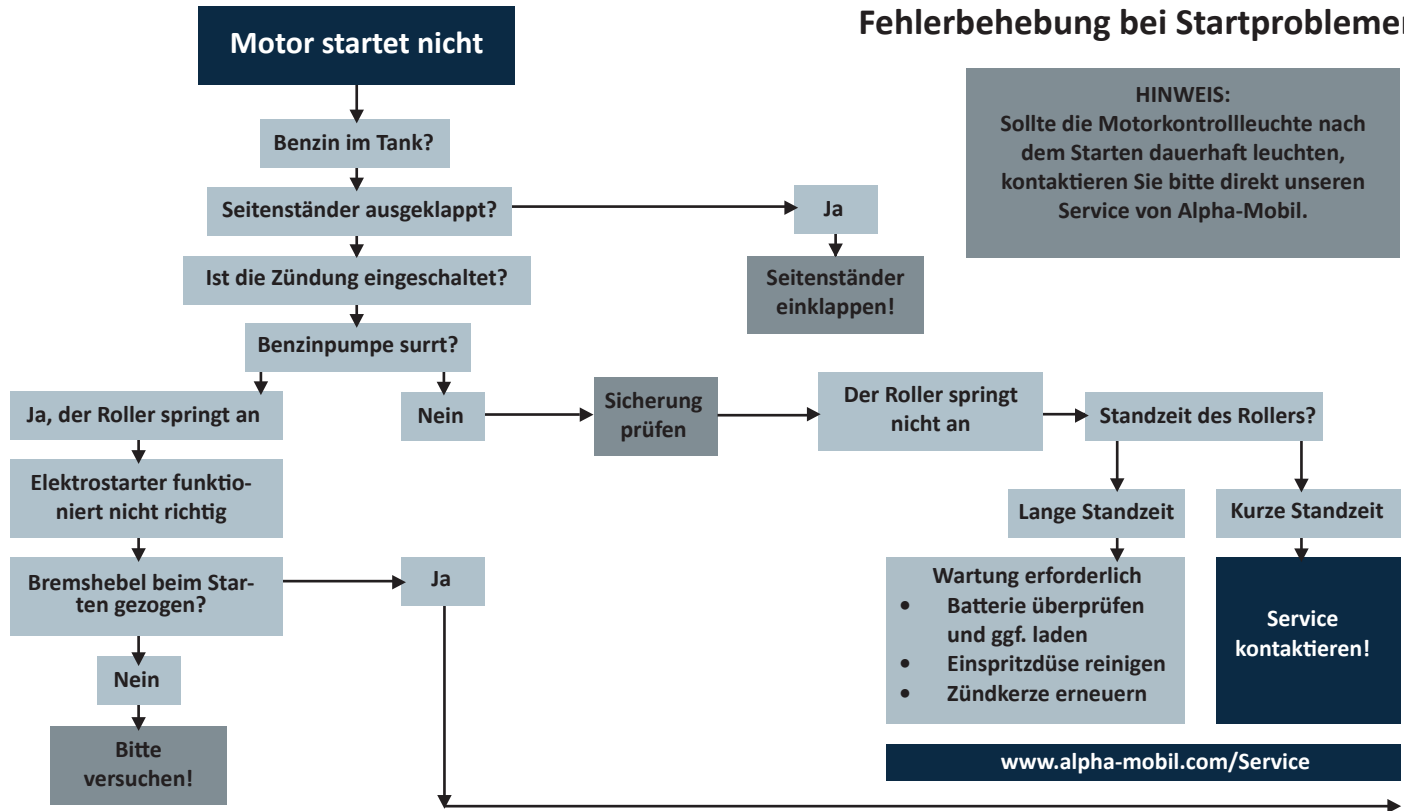 Fehlerbehebung bei Startprobleme
Motor startet nicht
HINWEIS:
Sollte die Motorkontrollleuchte nach
dem Starten dauerhaft leuchten,
kontaktieren Sie bitte direkt unseren
Service von Alpha-Mobil.
Benzin im Tank?
Seitenständer ausgeklappt?
Ja
Ist die Zündung eingeschaltet?
Seitenständer
einklappen!
Benzinpumpe surrt?
Ja, der Roller springt an
Nein
Sicherung
prüfen
Der Roller springt
nicht an
Standzeit des Rollers?
Elektrostarter funktio-
niert nicht richtig
Lange Standzeit
Kurze Standzeit
Bremshebel beim Star-
ten gezogen?
Ja
Wartung erforderlich
• Batterie überprüfen
und ggf. laden
• Einspritzdüse reinigen
• Zündkerze erneuern
Service
kontaktieren!
Nein
Bitte
versuchen!
www.alpha-mobil.com/Service